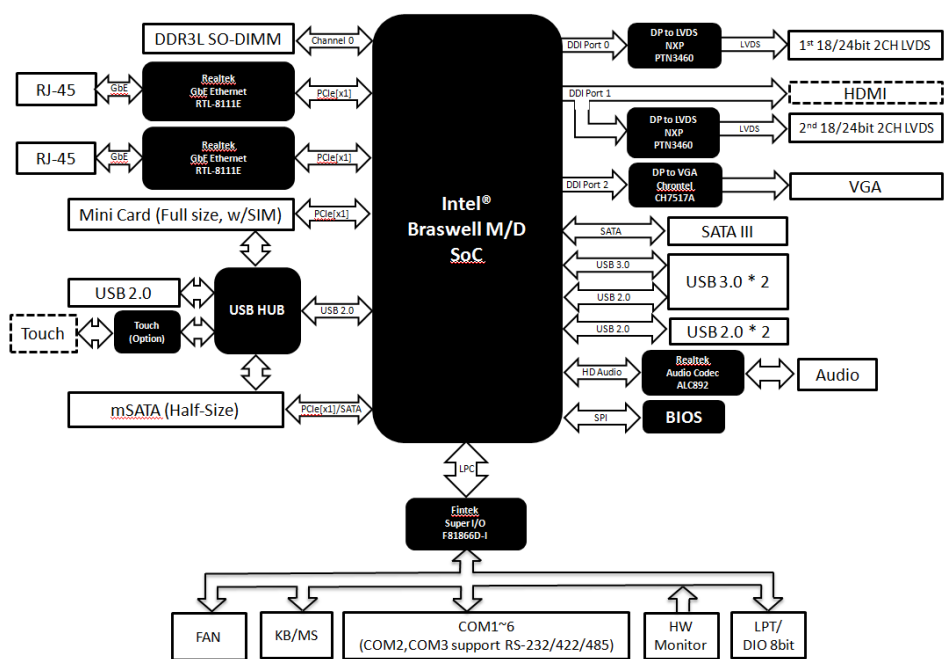 DDR3L SO-DIMM
Channel 0
RJ-45
GbE
Realtek
GbE Ethernet
RTL-8111E
PCIe[x1]
RJ-45
GbE
Realtek
GbE Ethernet
RTL-8111E
PCIe[x1]
Mini Card (Full size, w/SIM)
PCIe[x1]
USB 2.0
USB HUB
USB 2.0
Touch
Touch
(Option)
mSATA (Half-Size)
PCIe[x1]/SATA
Intel®
Braswell M/D
SoC
DDI Port 0
DP to LVDS
NXP
PTN3460
LVDS
1st 18/24bit 2CH LVDS
DDI Port 1
HDMI
DP to LVDS
NXP
PTN3460
LVDS
2nd 18/24bit 2CH LVDS
DDI Port 2
DP to VGA
Chrontel
CH7517A
VGA
SATA
SATA III
USB 3.0
USB 2.0
USB 3.0 * 2
USB 2.0
USB 2.0 * 2
HD Audio
Realtek
Audio Codec
ALC892
Audio
SPI
BIOS
LPC
Fintek
Super I/O
F81866D-I
FAN
KB/MS
COM1~6
(COM2,COM3 support RS-232/422/485)
HW
Monitor
LPT/
DIO 8bit